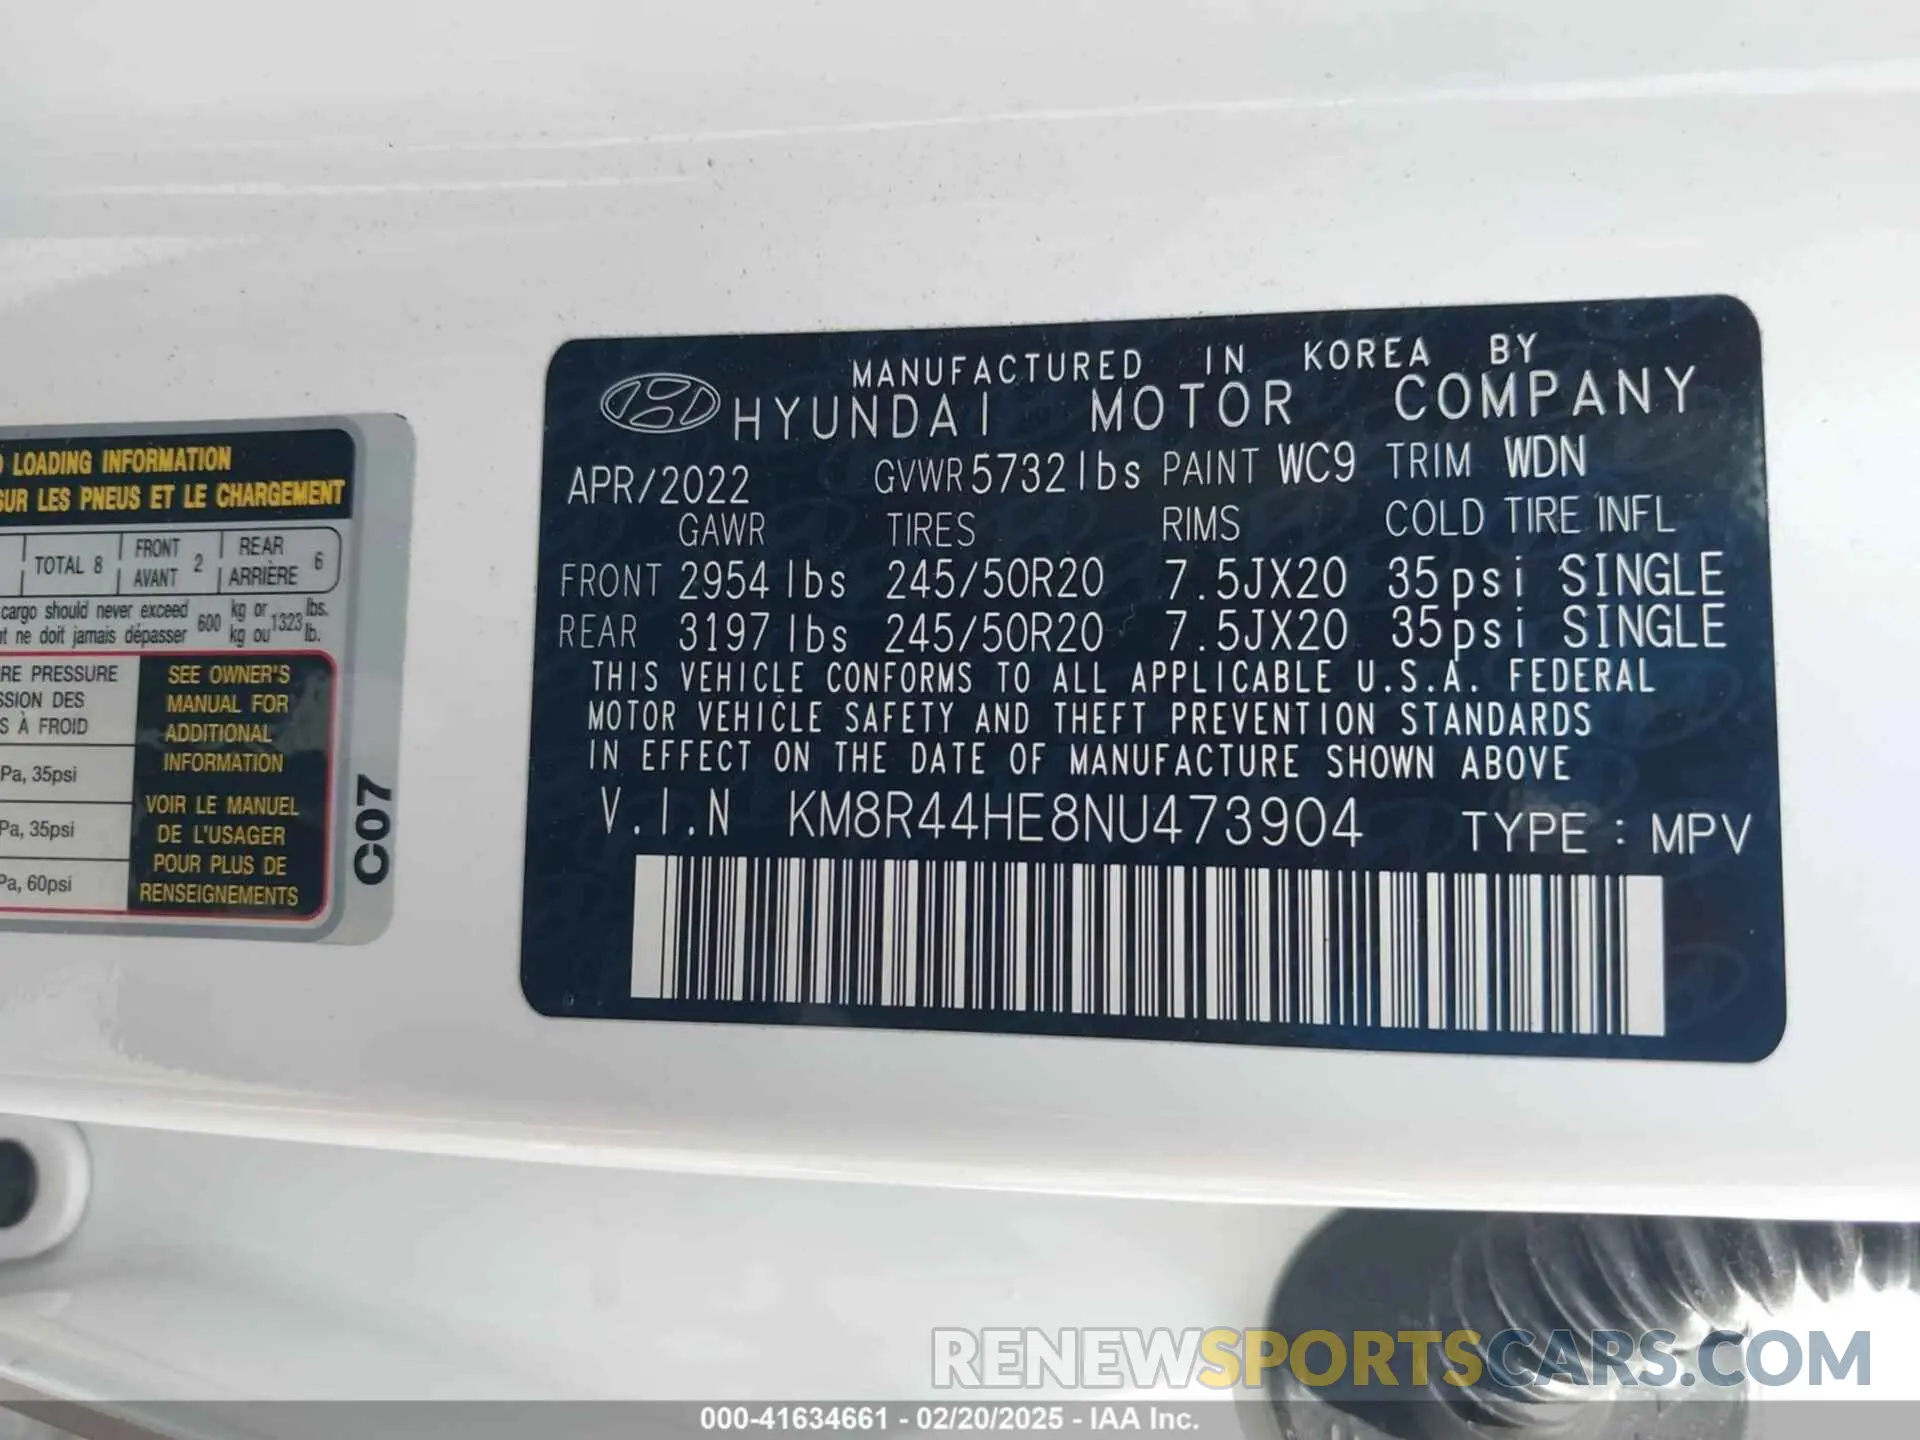 LOADING INFORMATION
SUR LES PNEUS ET LE CHARGEMENT
TOTAL 8
FRONT
AVANT 2
REAR
ARRIÈRE 6
cargo should never exceed 600 kg or 1323 lbs.
ne doit jamais dépasser kg ou lb.
PRESSURE
DES
À FROID
35psi
35psi
60psi
SEE OWNER'S
MANUAL FOR
ADDITIONAL
INFORMATION
VOIR LE MANUEL
DE L'USAGER
POUR PLUS DE
RENSEIGNEMENTS
C07
MANUFACTURED IN KOREA BY
HYUNDAI MOTOR COMPANY
APR/2022 GVWR 5732 lbs PAINT WC9 TRIM WDN
GAWR TIRES RIMS COLD TIRE INFL
FRONT 2954 lbs 245/50R20 7.5JX20 35psi SINGLE
REAR 3197 lbs 245/50R20 7.5JX20 35psi SINGLE
THIS VEHICLE CONFORMS TO ALL APPLICABLE U.S.A. FEDERAL
MOTOR VEHICLE SAFETY AND THEFT PREVENTION STANDARDS
IN EFFECT ON THE DATE OF MANUFACTURE SHOWN ABOVE
V.I.N KM8R44HE8NU473904 TYPE : MPV
RENEWSPORTSCARS.COM
000-41634661 - 02/20/2025 - IAA Inc.